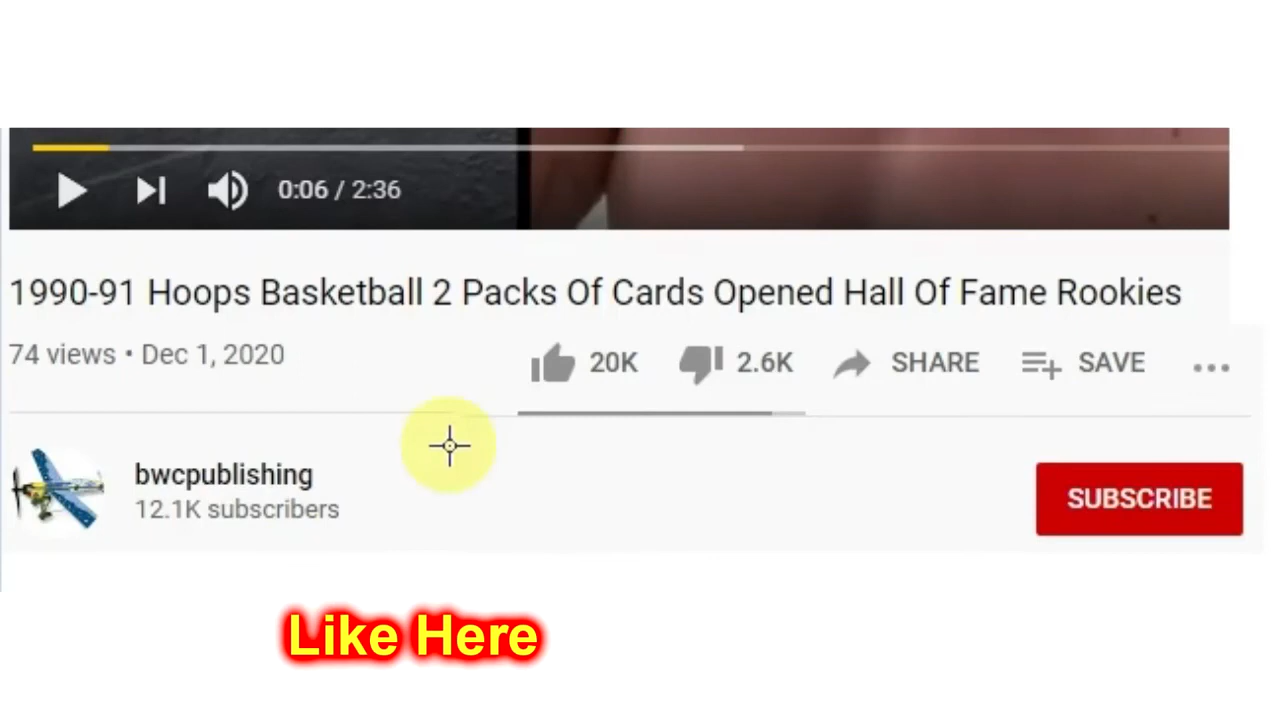 0:06 / 2:36
1990-91 Hoops Basketball 2 Packs Of Cards Opened Hall Of Fame Rookies
74 views • Dec 1, 2020
20K 2.6K SHARE SAVE
bwcpublishing
12.1K subscribers
SUBSCRIBE
Like Here